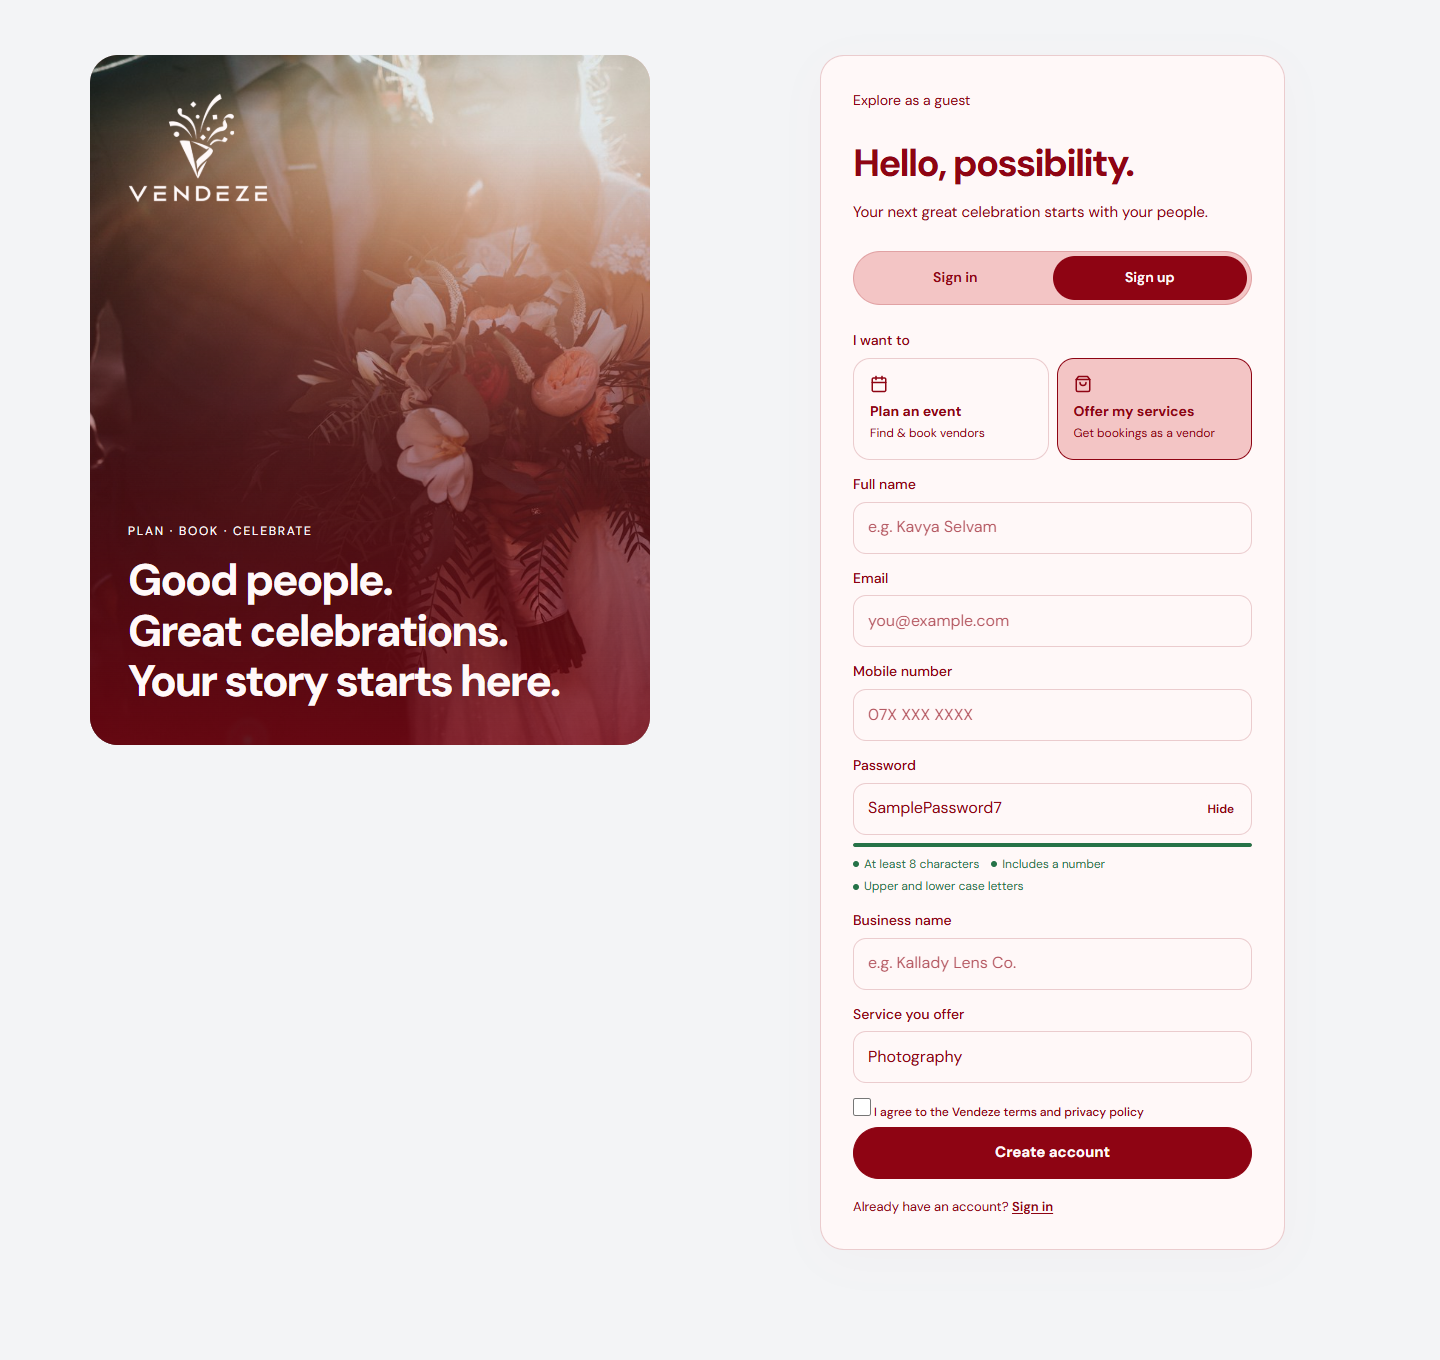 VENDEZE
PLAN · BOOK · CELEBRATE
Good people.
Great celebrations.
Your story starts here.
Explore as a guest
Hello, possibility.
Your next great celebration starts with your people.
Sign in
Sign up
I want to
Plan an event
Find & book vendors
Offer my services
Get bookings as a vendor
Full name
e.g. Kavya Selvam
Email
you@example.com
Mobile number
07X XXX XXXX
Password
SamplePassword7
Hide
At least 8 characters
Includes a number
Upper and lower case letters
Business name
e.g. Kallady Lens Co.
Service you offer
Photography
I agree to the Vendeze terms and privacy policy
Create account
Already have an account? Sign in